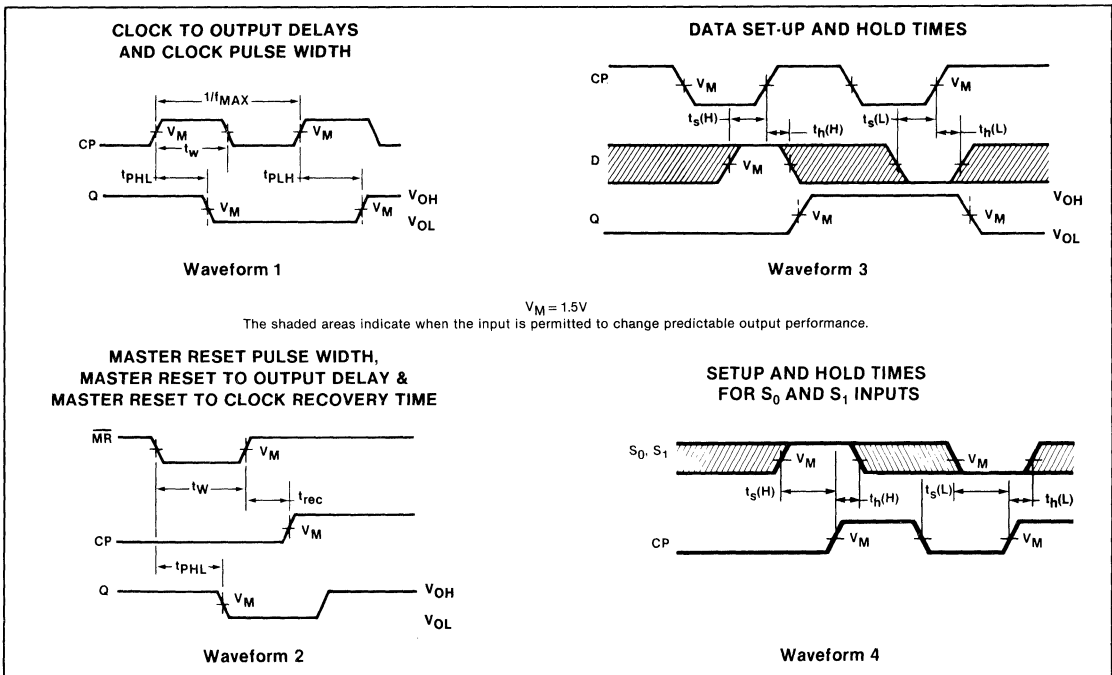 CLOCK TO OUTPUT DELAYS
AND CLOCK PULSE WIDTH
1/fMAX
CP
VM
VM
tw
tPHL
tPLH
Q
VM
VM
VOH
VOL
Waveform 1
DATA SET-UP AND HOLD TIMES
CP
VM
VM
ts(H)
th(H)
ts(L)
th(L)
D
VM
Q
VM
VM
VOH
VOL
Waveform 3
VM = 1.5V
The shaded areas indicate when the input is permitted to change predictable output performance.
MASTER RESET PULSE WIDTH,
MASTER RESET TO OUTPUT DELAY &
MASTER RESET TO CLOCK RECOVERY TIME
M̅R̅
VM
tW
trec
CP
VM
tPHL
Q
VM
VOH
VOL
Waveform 2
SETUP AND HOLD TIMES
FOR S0 AND S1 INPUTS
S0, S1
VM
VM
ts(H)
th(H)
ts(L)
th(L)
CP
VM
VM
Waveform 4